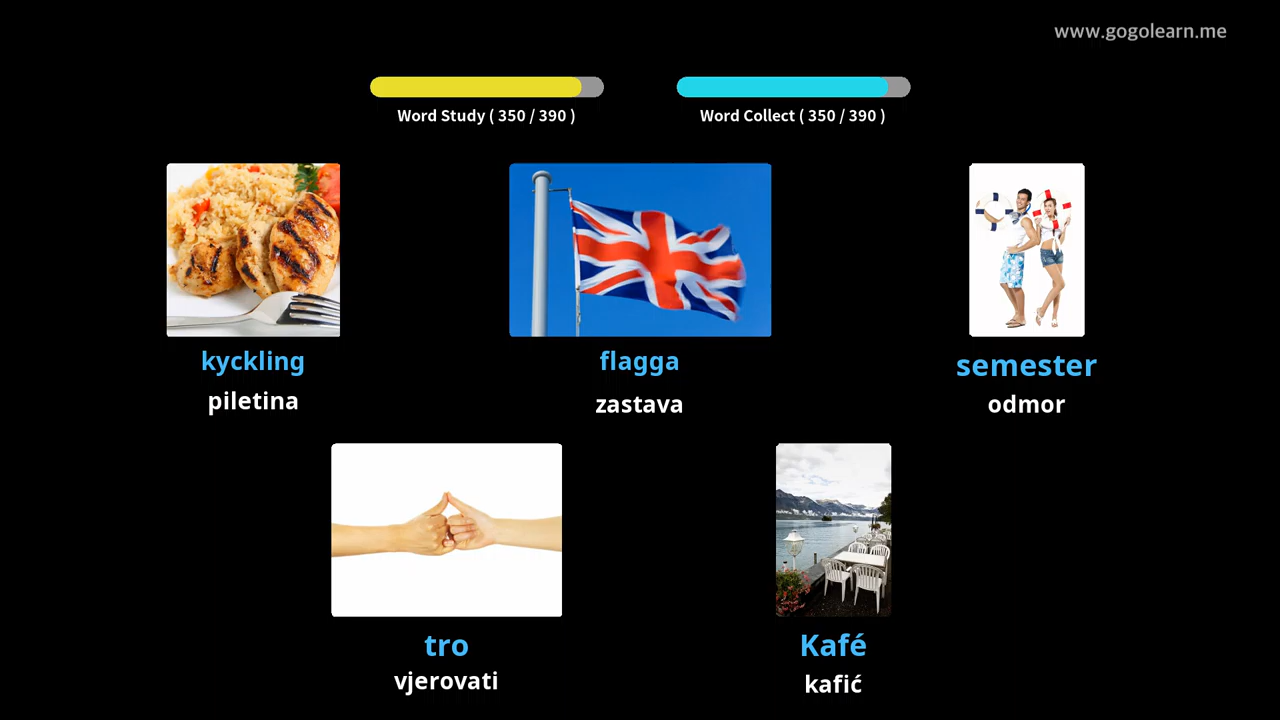 www.gogolearn.me
Word Study ( 350 / 390 )
Word Collect ( 350 / 390 )
kyckling
piletina
flagga
zastava
semester
odmor
tro
vjerovati
Kafé
kafić